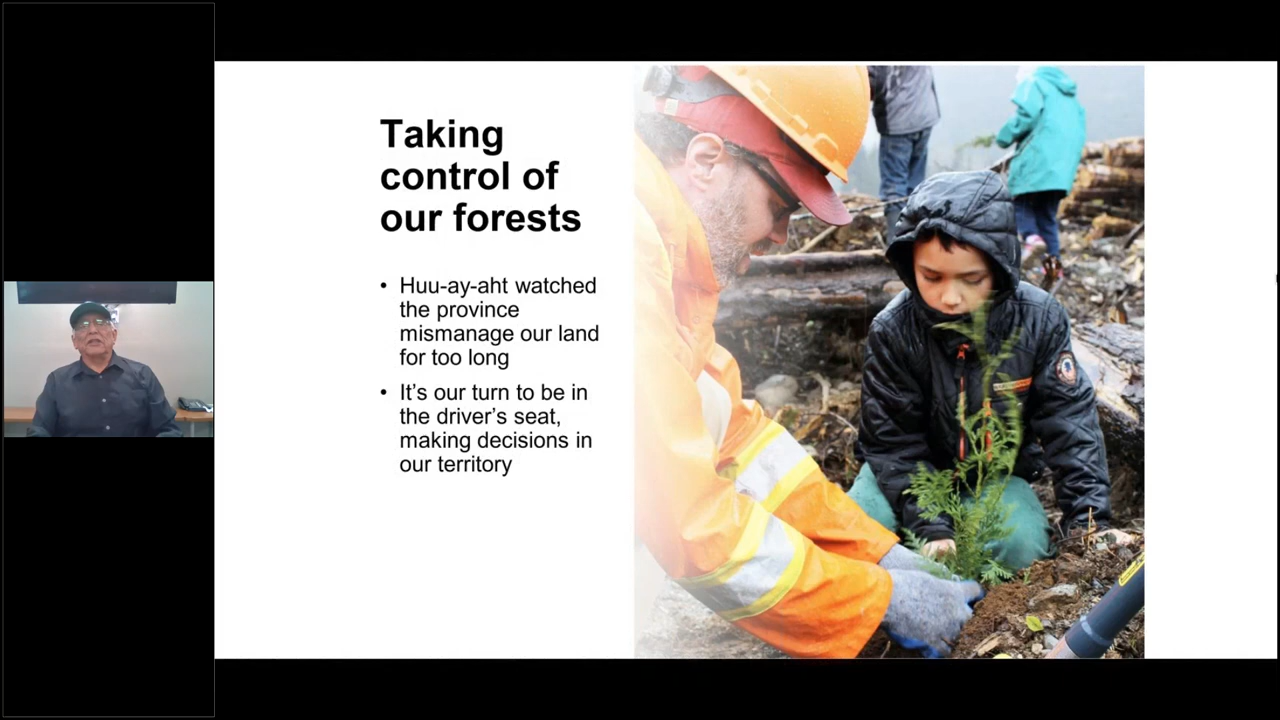 Taking
control of
our forests
• Huu-ay-aht watched
the province
mismanage our land
for too long
• It’s our turn to be in
the driver’s seat,
making decisions in
our territory